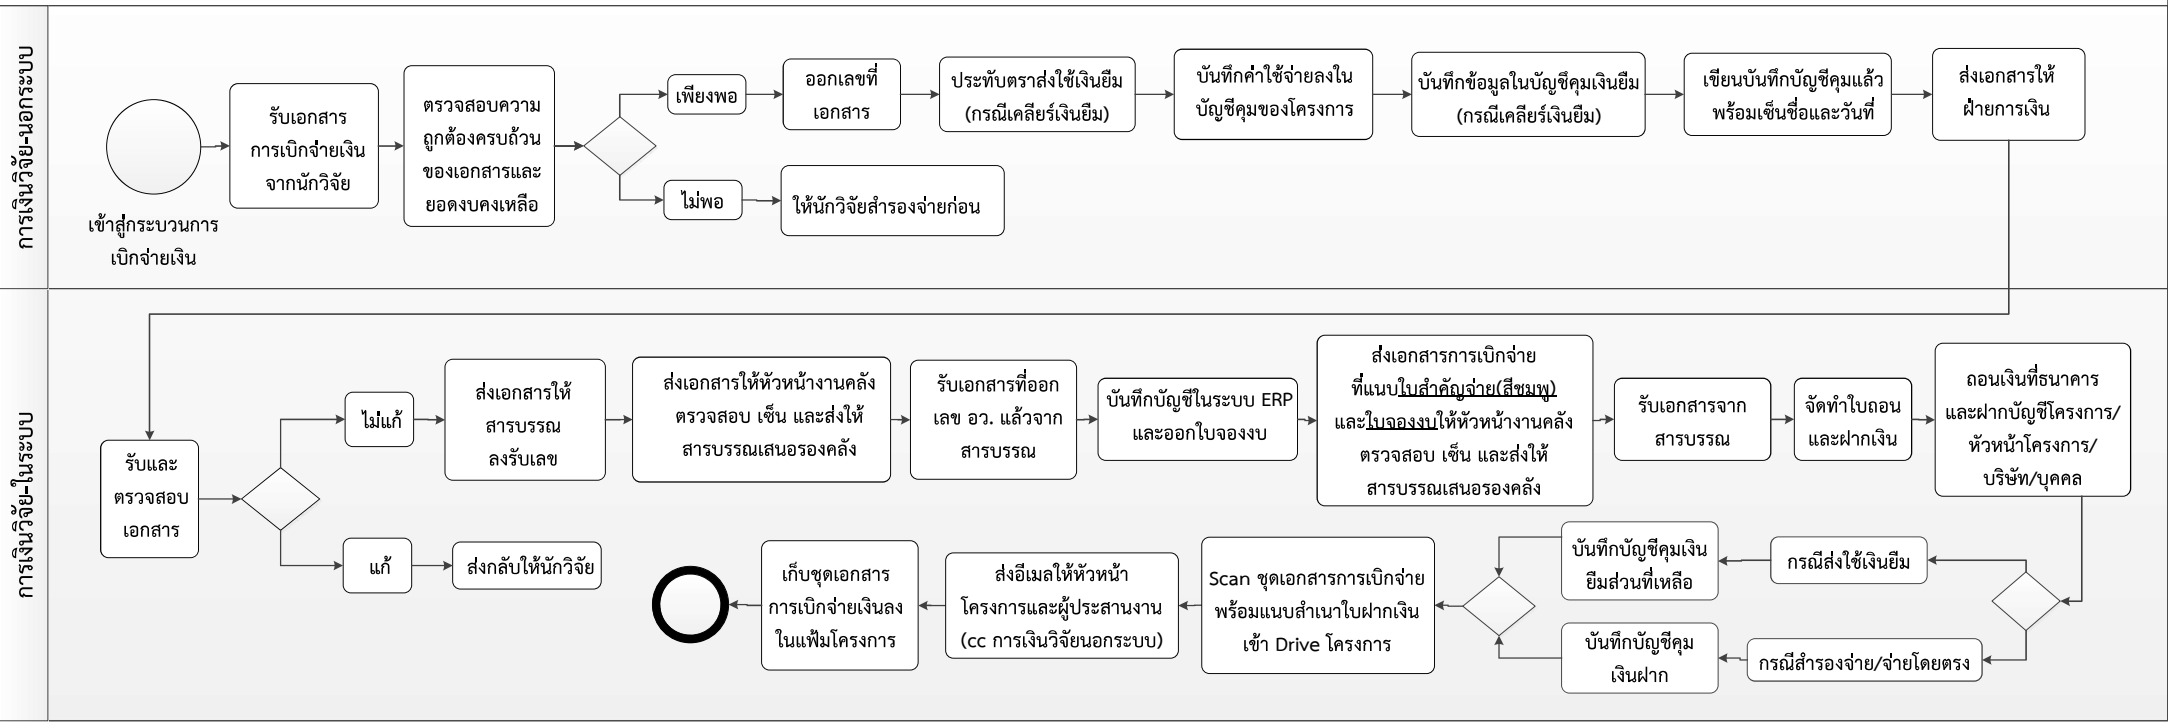 การเงินวิจัย-นอกระบบ
เข้าสู่กระบวนการ
เบิกจ่ายเงิน
รับเอกสาร
การเบิกจ่ายเงิน
จากนักวิจัย
ตรวจสอบความ
ถูกต้องครบถ้วน
ของเอกสารและ
ยอดงบคงเหลือ
เพียงพอ
ออกเลขที่
เอกสาร
ประทับตราส่งใช้เงินยืม
(กรณีเคลียร์เงินยืม)
บันทึกค่าใช้จ่ายลงใน
บัญชีคุมของโครงการ
บันทึกข้อมูลในบัญชีคุมเงินยืม
(กรณีเคลียร์เงินยืม)
เขียนบันทึกบัญชีคุมแล้ว
พร้อมเซ็นชื่อและวันที่
ส่งเอกสารให้
ฝ่ายการเงิน
ไม่พอ
ให้นักวิจัยสำรองจ่ายก่อน
การเงินวิจัย-ในระบบ
รับและ
ตรวจสอบ
เอกสาร
ไม่แก้
ส่งเอกสารให้
สารบรรณ
ลงรับเลข
ส่งเอกสารให้หัวหน้างานคลัง
ตรวจสอบ เซ็น และส่งให้
สารบรรณเสนอรองคลัง
รับเอกสารที่ออก
เลข อว. แล้วจาก
สารบรรณ
บันทึกบัญชีในระบบ ERP
และออกใบจองงบ
ส่งเอกสารการเบิกจ่าย
ที่แนบใบสำคัญจ่าย(สีชมพู)
และใบจองงบให้หัวหน้างานคลัง
ตรวจสอบ เซ็น และส่งให้
สารบรรณเสนอรองคลัง
รับเอกสารจาก
สารบรรณ
จัดทำใบถอน
และฝากเงิน
ถอนเงินที่ธนาคาร
และฝากบัญชีโครงการ/
หัวหน้าโครงการ/
บริษัท/บุคคล
แก้
ส่งกลับให้นักวิจัย
กรณีส่งใช้เงินยืม
บันทึกบัญชีคุมเงิน
ยืมส่วนที่เหลือ
กรณีสำรองจ่าย/จ่ายโดยตรง
บันทึกบัญชีคุม
เงินฝาก
Scan ชุดเอกสารการเบิกจ่าย
พร้อมแนบสำเนาใบฝากเงิน
เข้า Drive โครงการ
ส่งอีเมลให้หัวหน้า
โครงการและผู้ประสานงาน
(cc การเงินวิจัยนอกระบบ)
เก็บชุดเอกสาร
การเบิกจ่ายเงินลง
ในแฟ้มโครงการ